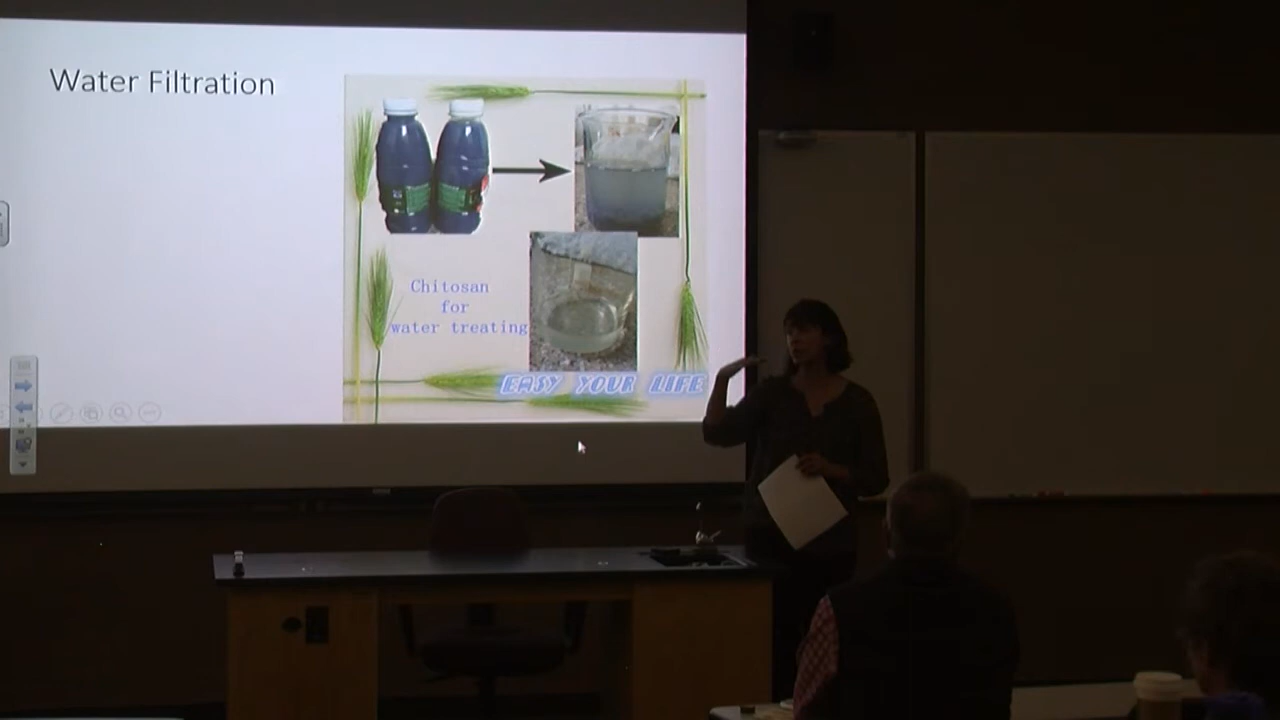 Water Filtration
Chitosan
for
water treating
EASY YOUR LIFE